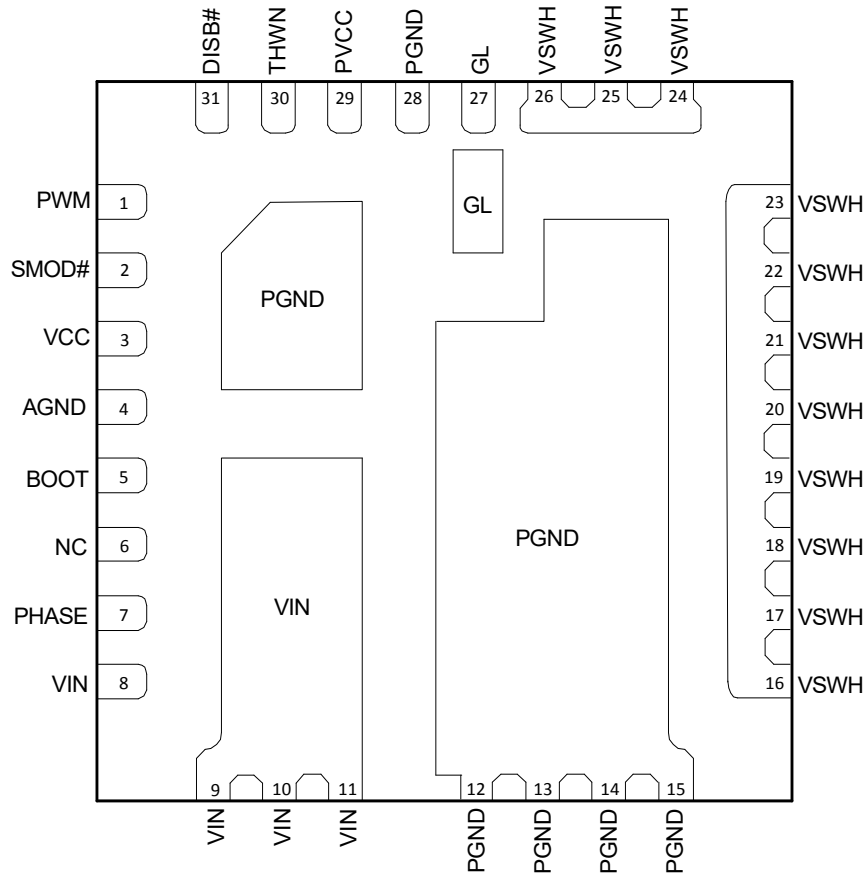 DISB#
THWN
PVCC
PGND
GL
VSWH
VSWH
VSWH
31
30
29
28
27
26
25
24
PWM 1
SMOD# 2
VCC 3
AGND 4
BOOT 5
NC 6
PHASE 7
VIN 8
GL
PGND
VIN
PGND
23 VSWH
22 VSWH
21 VSWH
20 VSWH
19 VSWH
18 VSWH
17 VSWH
16 VSWH
9
10
11
12
13
14
15
VIN
VIN
VIN
PGND
PGND
PGND
PGND